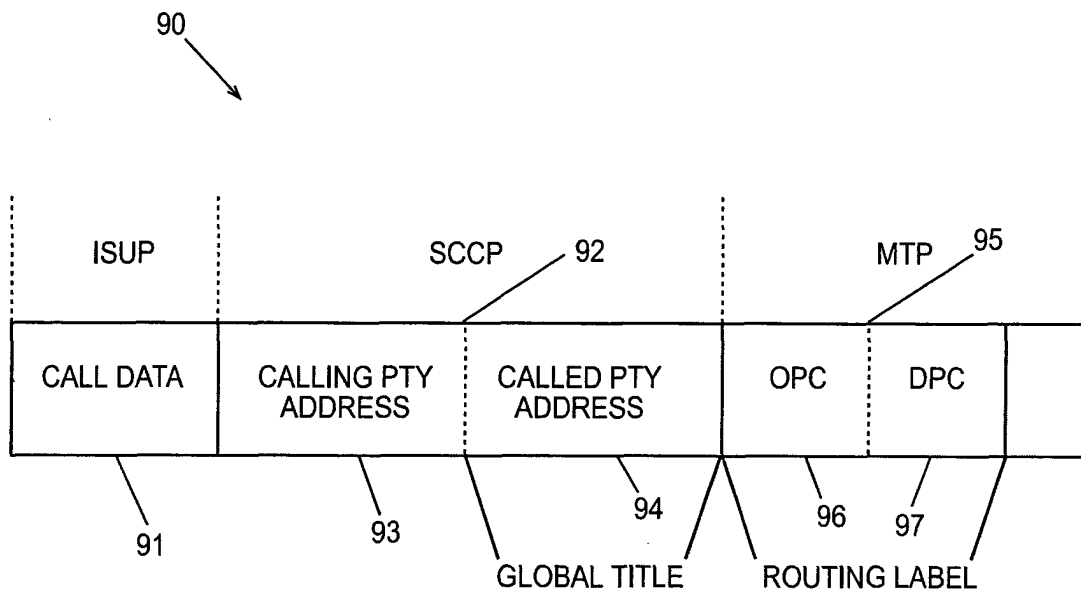 90
ISUP
SCCP
92
MTP
95
CALL DATA
CALLING PTY
ADDRESS
CALLED PTY
ADDRESS
OPC
DPC
91
93
94
96
97
GLOBAL TITLE
ROUTING LABEL